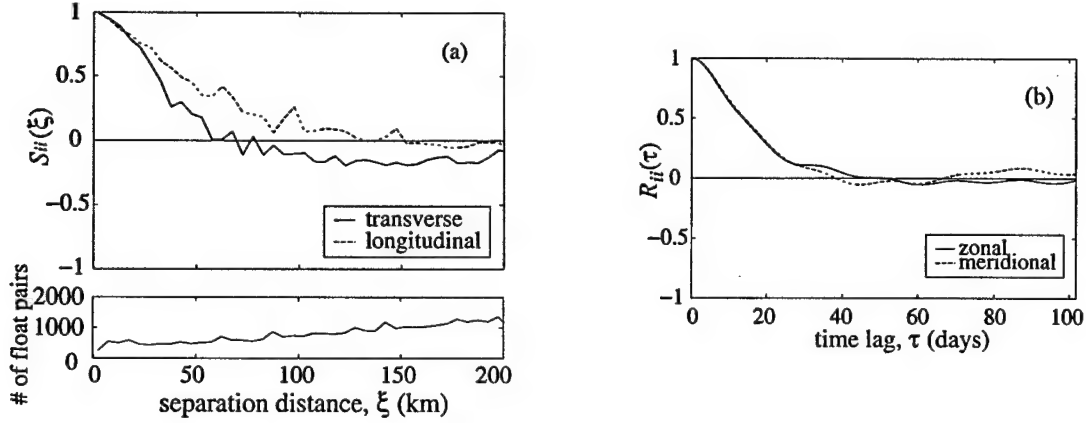 1
0.5
0
−0.5
−1
S_ii(ξ)
(a)
transverse
longitudinal
2000
1000
0
# of float pairs
0 50 100 150 200
separation distance, ξ (km)
1
0.5
0
−0.5
−1
R_ii(τ)
(b)
zonal
meridional
0 20 40 60 80 100
time lag, τ (days)